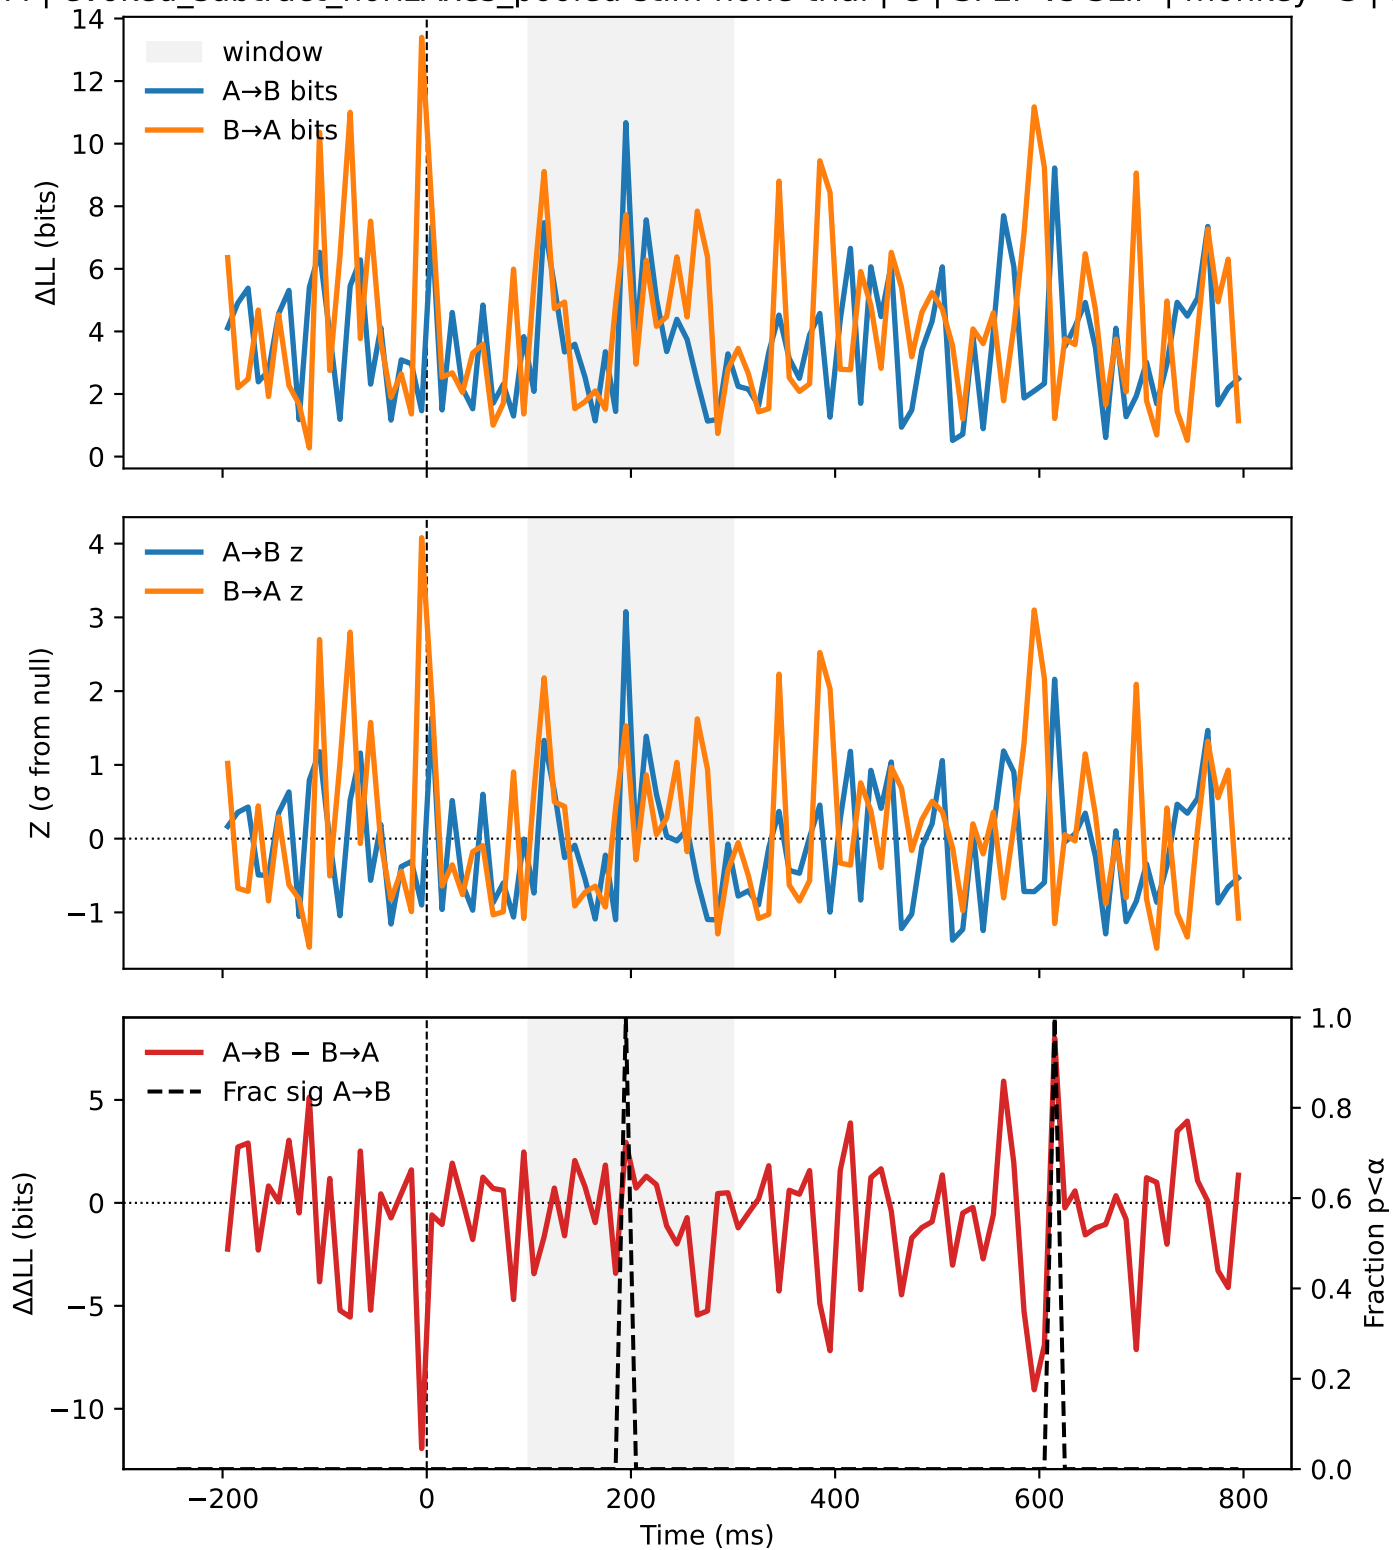 window
A→B bits
B→A bits
14
12
10
8
6
4
2
0
ΔLL (bits)
A→B z
B→A z
4
3
2
1
0
−1
Z (σ from null)
A→B − B→A
Frac sig A→B
5
0
−5
−10
ΔΔLL (bits)
1.0
0.8
0.6
0.4
0.2
0.0
Fraction p<α
−200 0 200 400 600 800
Time (ms)